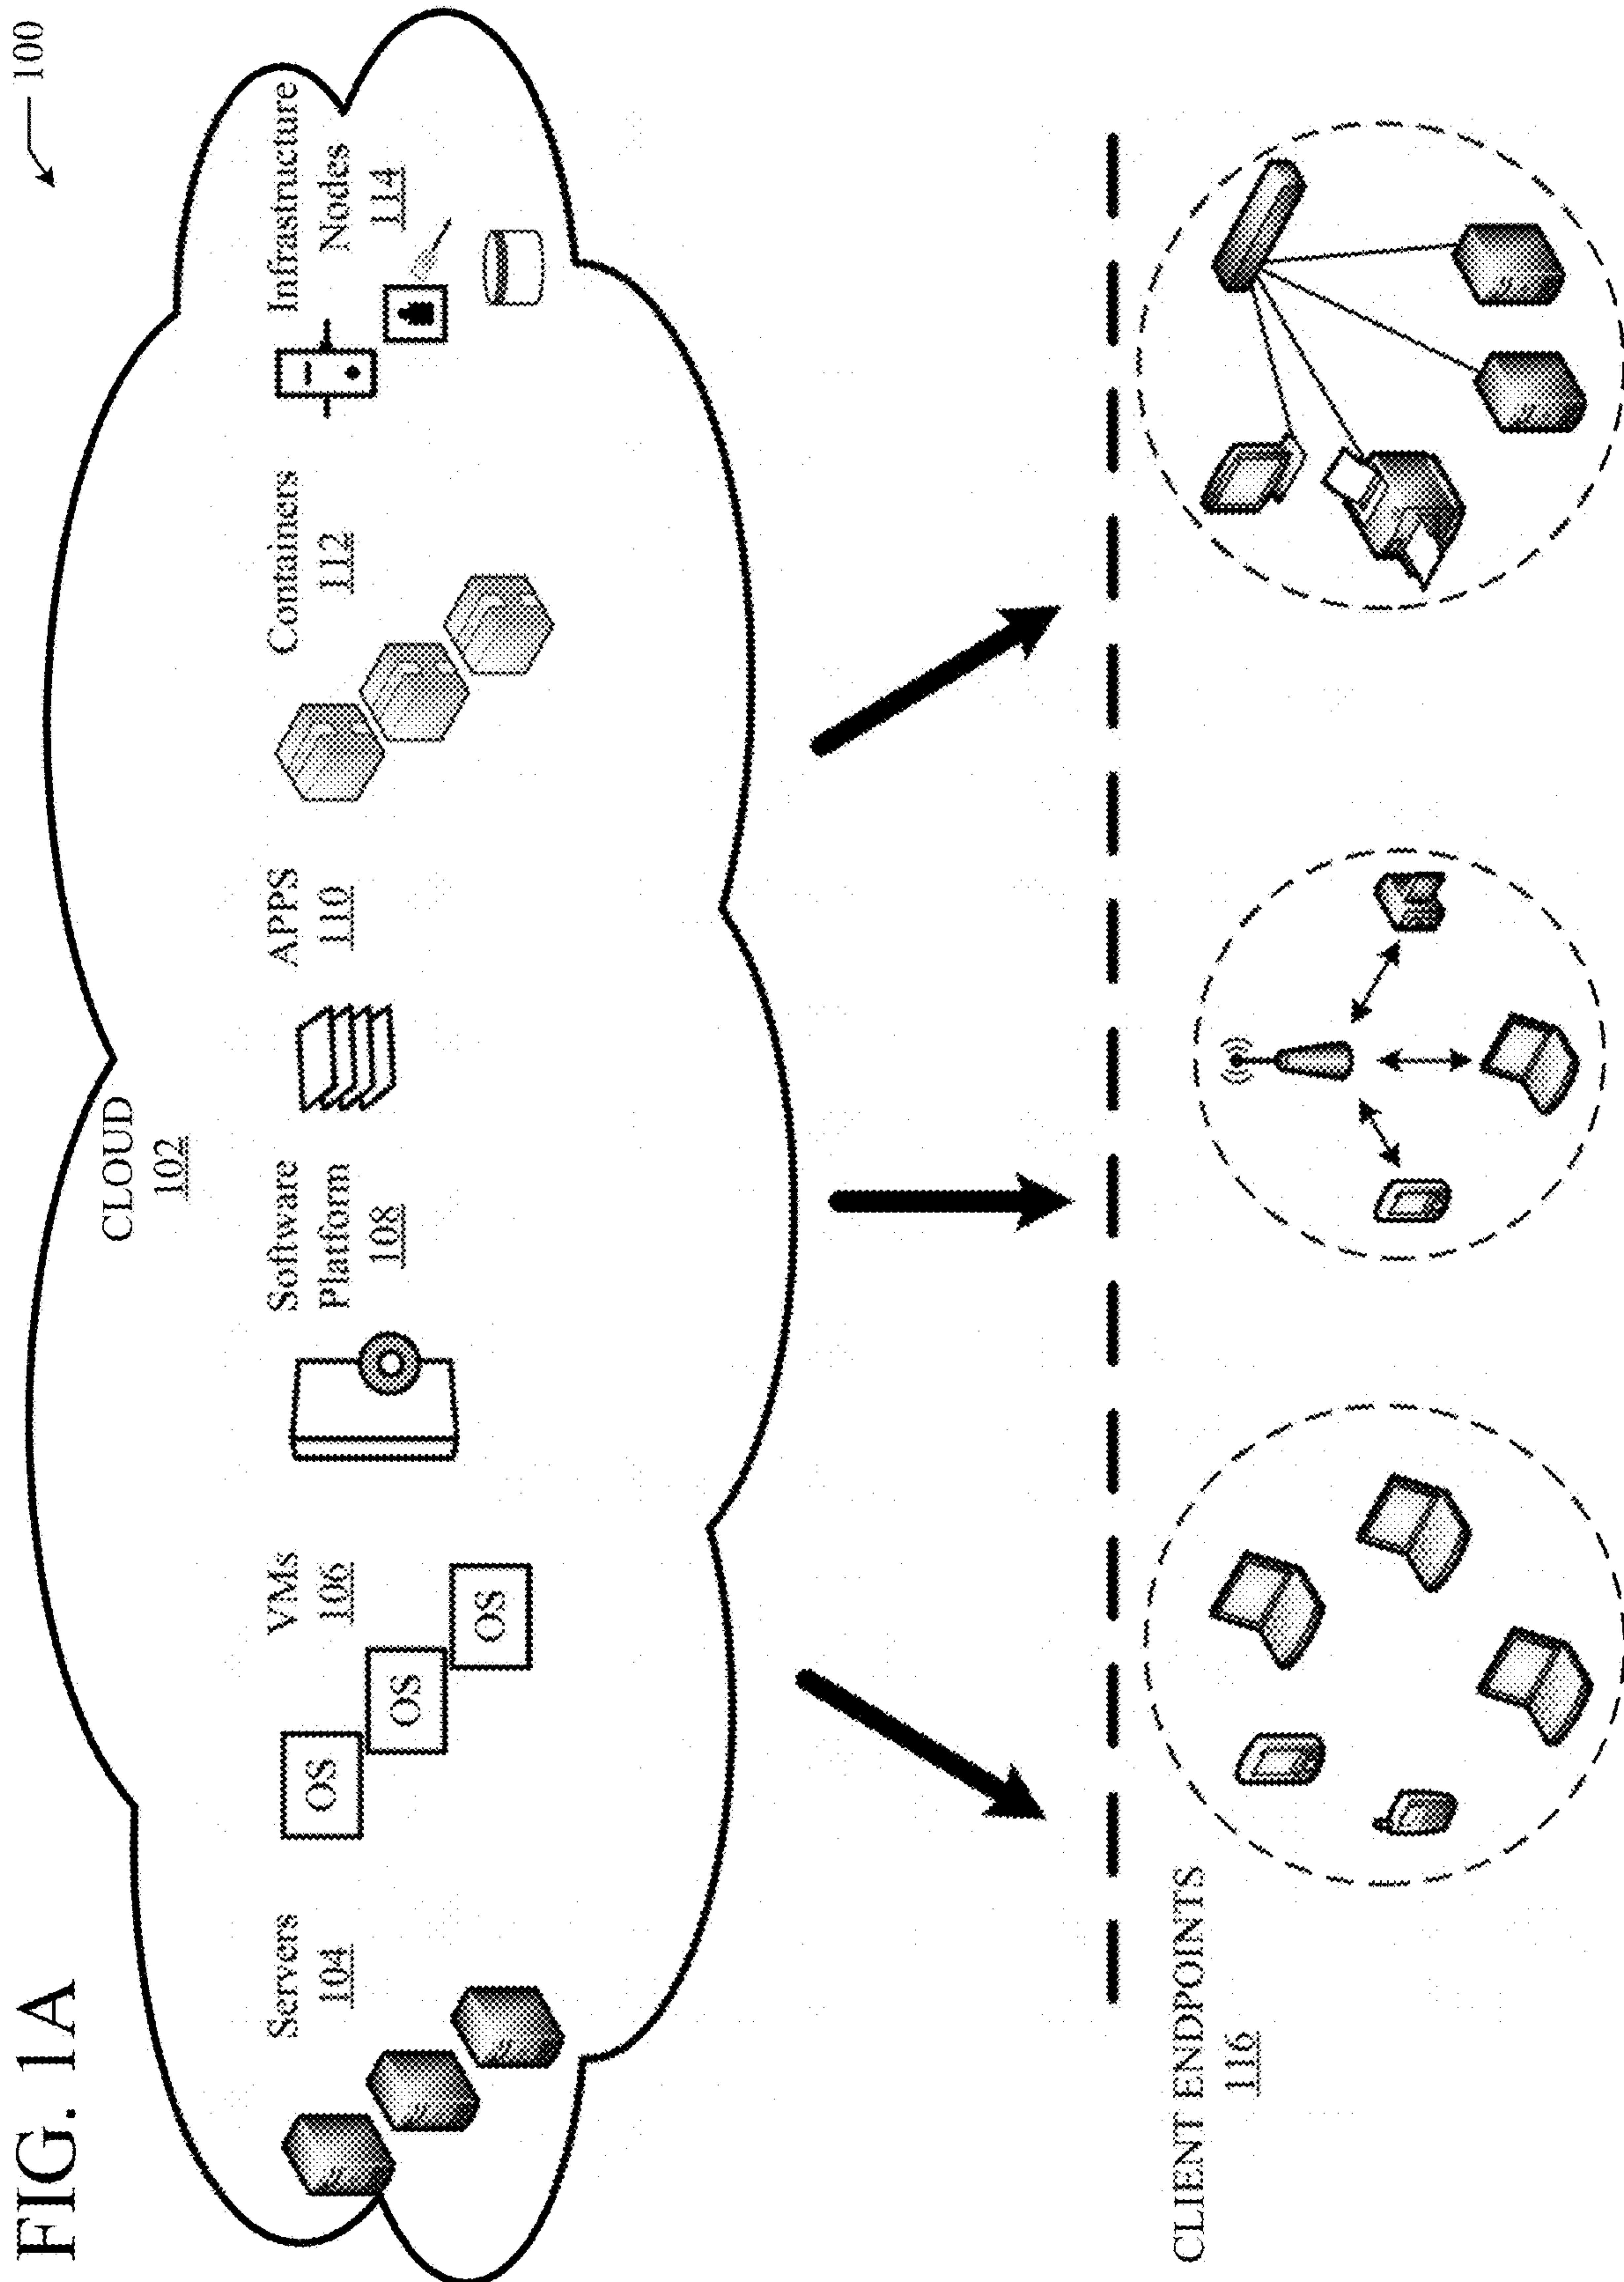 FIG. 1A
100
CLOUD
102
Servers
104
VMs
106
Software
Platform
108
APPS
110
Containers
112
Infrastructure
Nodes
114
OS
OS
OS
CLIENT ENDPOINTS
116